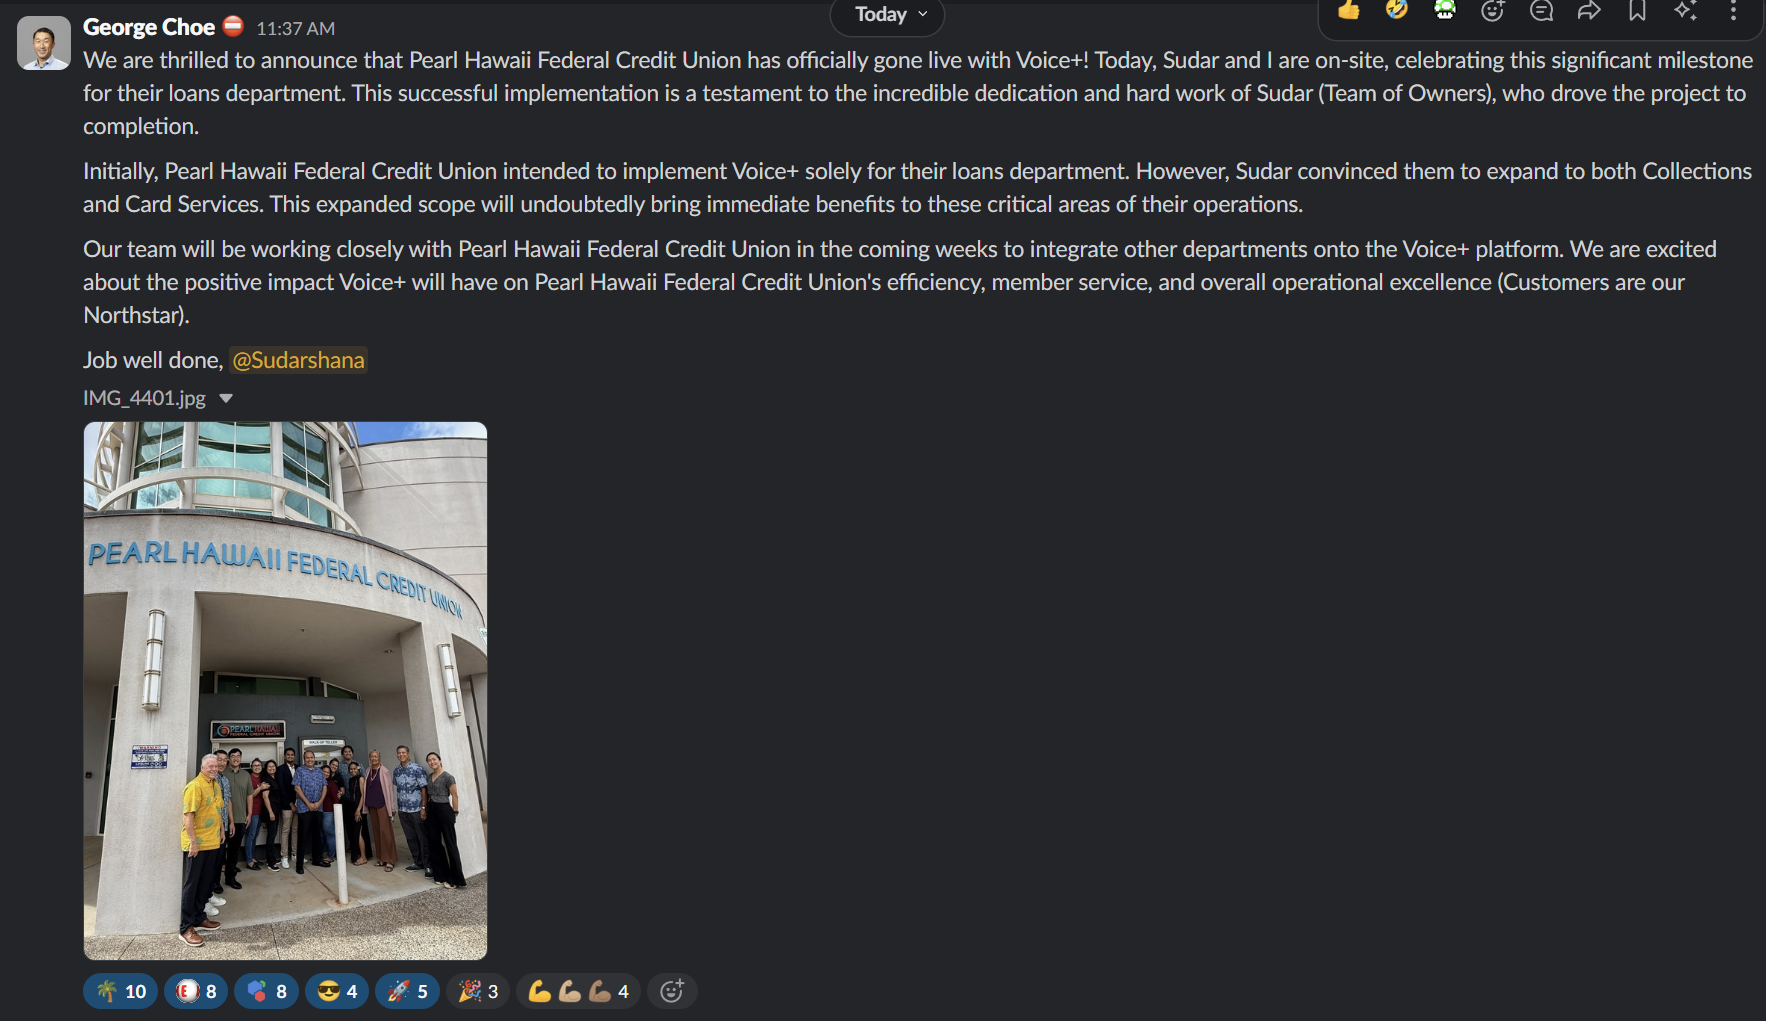 Today
George Choe 11:37 AM
We are thrilled to announce that Pearl Hawaii Federal Credit Union has officially gone live with Voice+! Today, Sudar and I are on-site, celebrating this significant milestone
for their loans department. This successful implementation is a testament to the incredible dedication and hard work of Sudar (Team of Owners), who drove the project to
completion.
Initially, Pearl Hawaii Federal Credit Union intended to implement Voice+ solely for their loans department. However, Sudar convinced them to expand to both Collections
and Card Services. This expanded scope will undoubtedly bring immediate benefits to these critical areas of their operations.
Our team will be working closely with Pearl Hawaii Federal Credit Union in the coming weeks to integrate other departments onto the Voice+ platform. We are excited
about the positive impact Voice+ will have on Pearl Hawaii Federal Credit Union's efficiency, member service, and overall operational excellence (Customers are our
Northstar).
Job well done, @Sudarshana
IMG_4401.jpg
PEARL HAWAII FEDERAL CREDIT UNION
PEARL HAWAII
FEDERAL CREDIT UNION
WALK UP TELLER
10 E 8 8 4 5 3 4